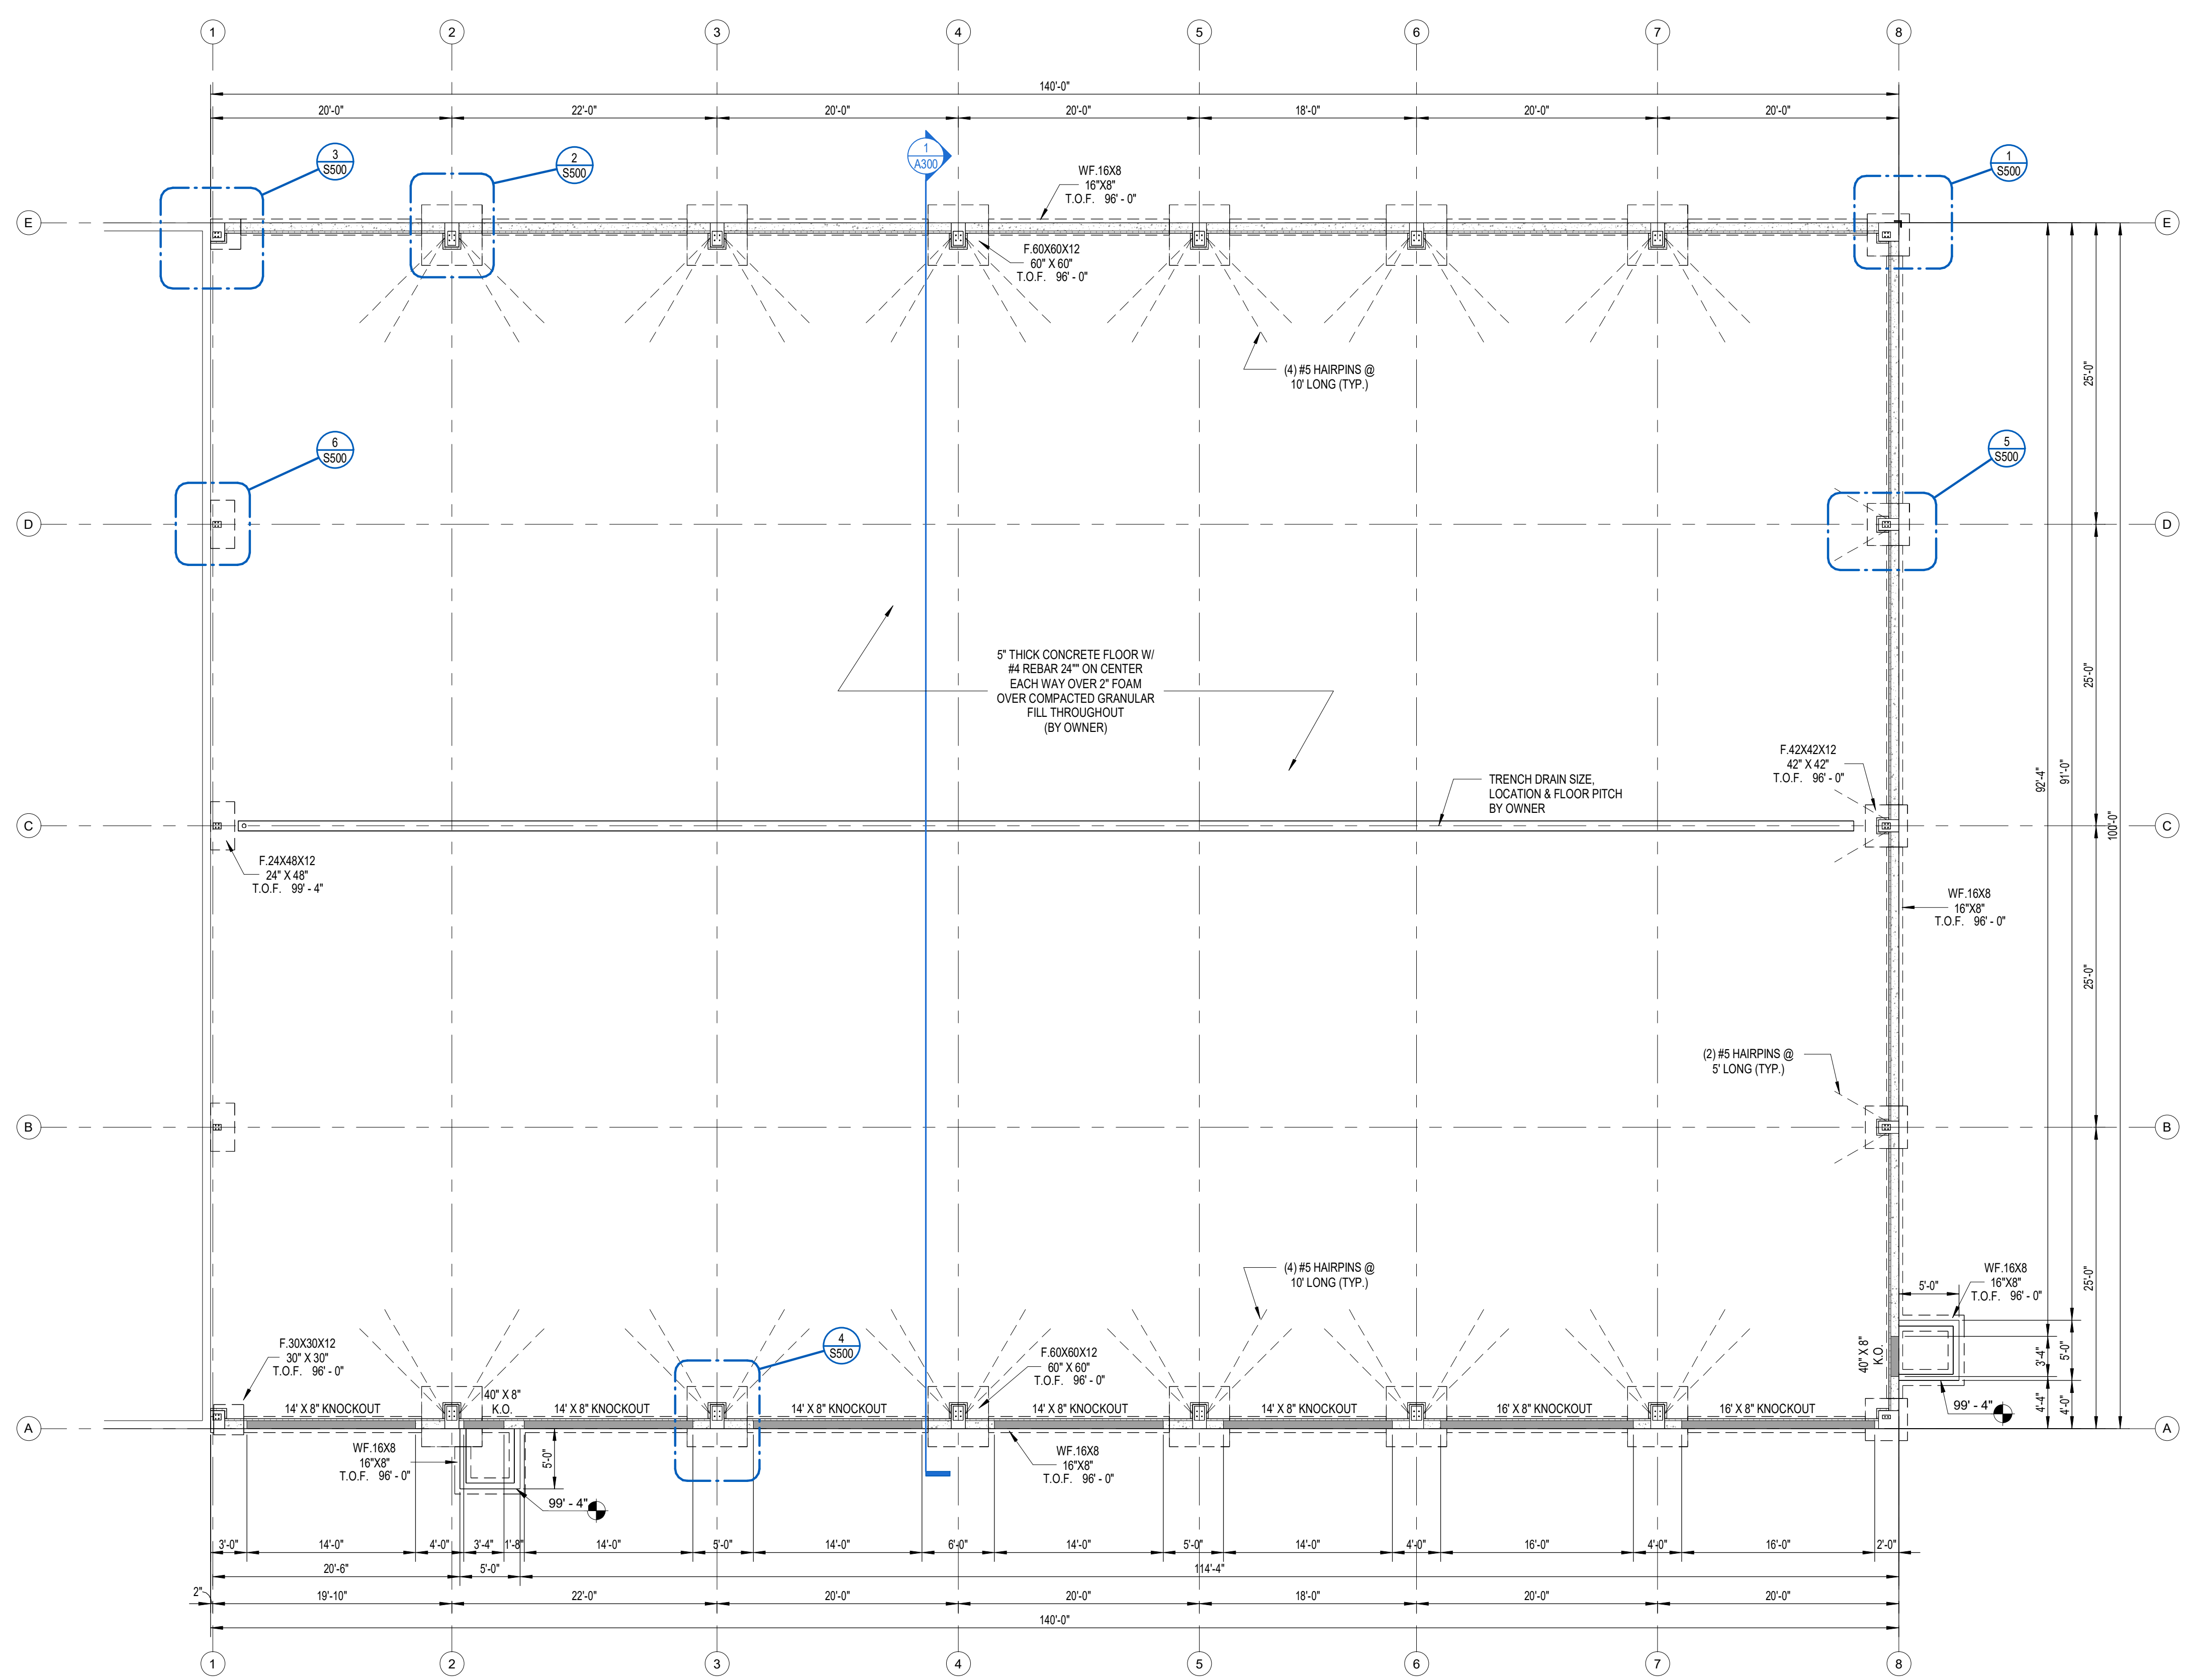 1 2 3 4 5 6 7 8
140'-0"
20'-0" 22'-0" 20'-0" 20'-0" 18'-0" 20'-0" 20'-0"
3
S500
2
S500
1
A300
1
S500
WF.16X8
16"X8"
T.O.F. 96' - 0"
E E
F.60X60X12
60" X 60"
T.O.F. 96' - 0"
25'-0"
(4) #5 HAIRPINS @
10' LONG (TYP.)
6
S500
5
S500
D D
5" THICK CONCRETE FLOOR W/
#4 REBAR 24"" ON CENTER
EACH WAY OVER 2" FOAM
OVER COMPACTED GRANULAR
FILL THROUGHOUT
(BY OWNER)
25'-0"
F.42X42X12
42" X 42"
T.O.F. 96' - 0"
92'-4"
91'-0"
100'-0"
TRENCH DRAIN SIZE,
LOCATION & FLOOR PITCH
BY OWNER
C C
F.24X48X12
24" X 48"
T.O.F. 99' - 4"
WF.16X8
16"X8"
T.O.F. 96' - 0"
25'-0"
(2) #5 HAIRPINS @
5' LONG (TYP.)
B B
(4) #5 HAIRPINS @
10' LONG (TYP.)
25'-0"
WF.16X8
16"X8"
T.O.F. 96' - 0"
5'-0"
F.30X30X12
30" X 30"
T.O.F. 96' - 0"
4
S500
F.60X60X12
60" X 60"
T.O.F. 96' - 0"
40" X 8"
K.O.
3'-4"
5'-0"
4'-4"
4'-0"
99' - 4"
40" X 8"
K.O.
14' X 8" KNOCKOUT 14' X 8" KNOCKOUT 14' X 8" KNOCKOUT 14' X 8" KNOCKOUT 14' X 8" KNOCKOUT 16' X 8" KNOCKOUT 16' X 8" KNOCKOUT
A A
WF.16X8
16"X8"
T.O.F. 96' - 0"
5'-0"
WF.16X8
16"X8"
T.O.F. 96' - 0"
99' - 4"
3'-0" 14'-0" 4'-0" 3'-4" 1'-8" 14'-0" 5'-0" 14'-0" 6'-0" 14'-0" 5'-0" 14'-0" 4'-0" 16'-0" 4'-0" 16'-0" 2'-0"
20'-6" 5'-0" 114'-4"
2" 19'-10" 22'-0" 20'-0" 20'-0" 18'-0" 20'-0" 20'-0"
140'-0"
1 2 3 4 5 6 7 8